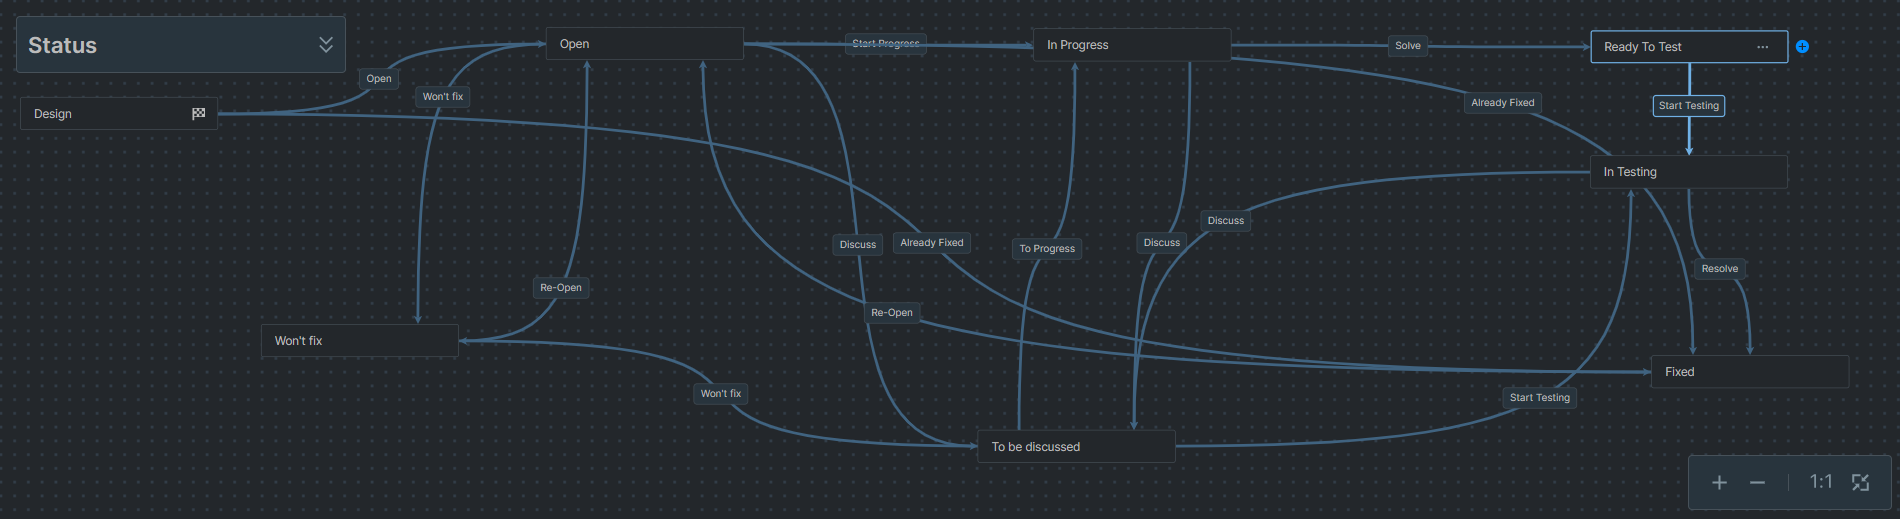 Status
Open
In Progress
Ready To Test
Start Progress
Solve
Open
Won't fix
Already Fixed
Start Testing
Design
In Testing
Discuss
Discuss
Already Fixed
To Progress
Discuss
Resolve
Re-Open
Re-Open
Won't fix
Fixed
Won't fix
Start Testing
To be discussed
1:1